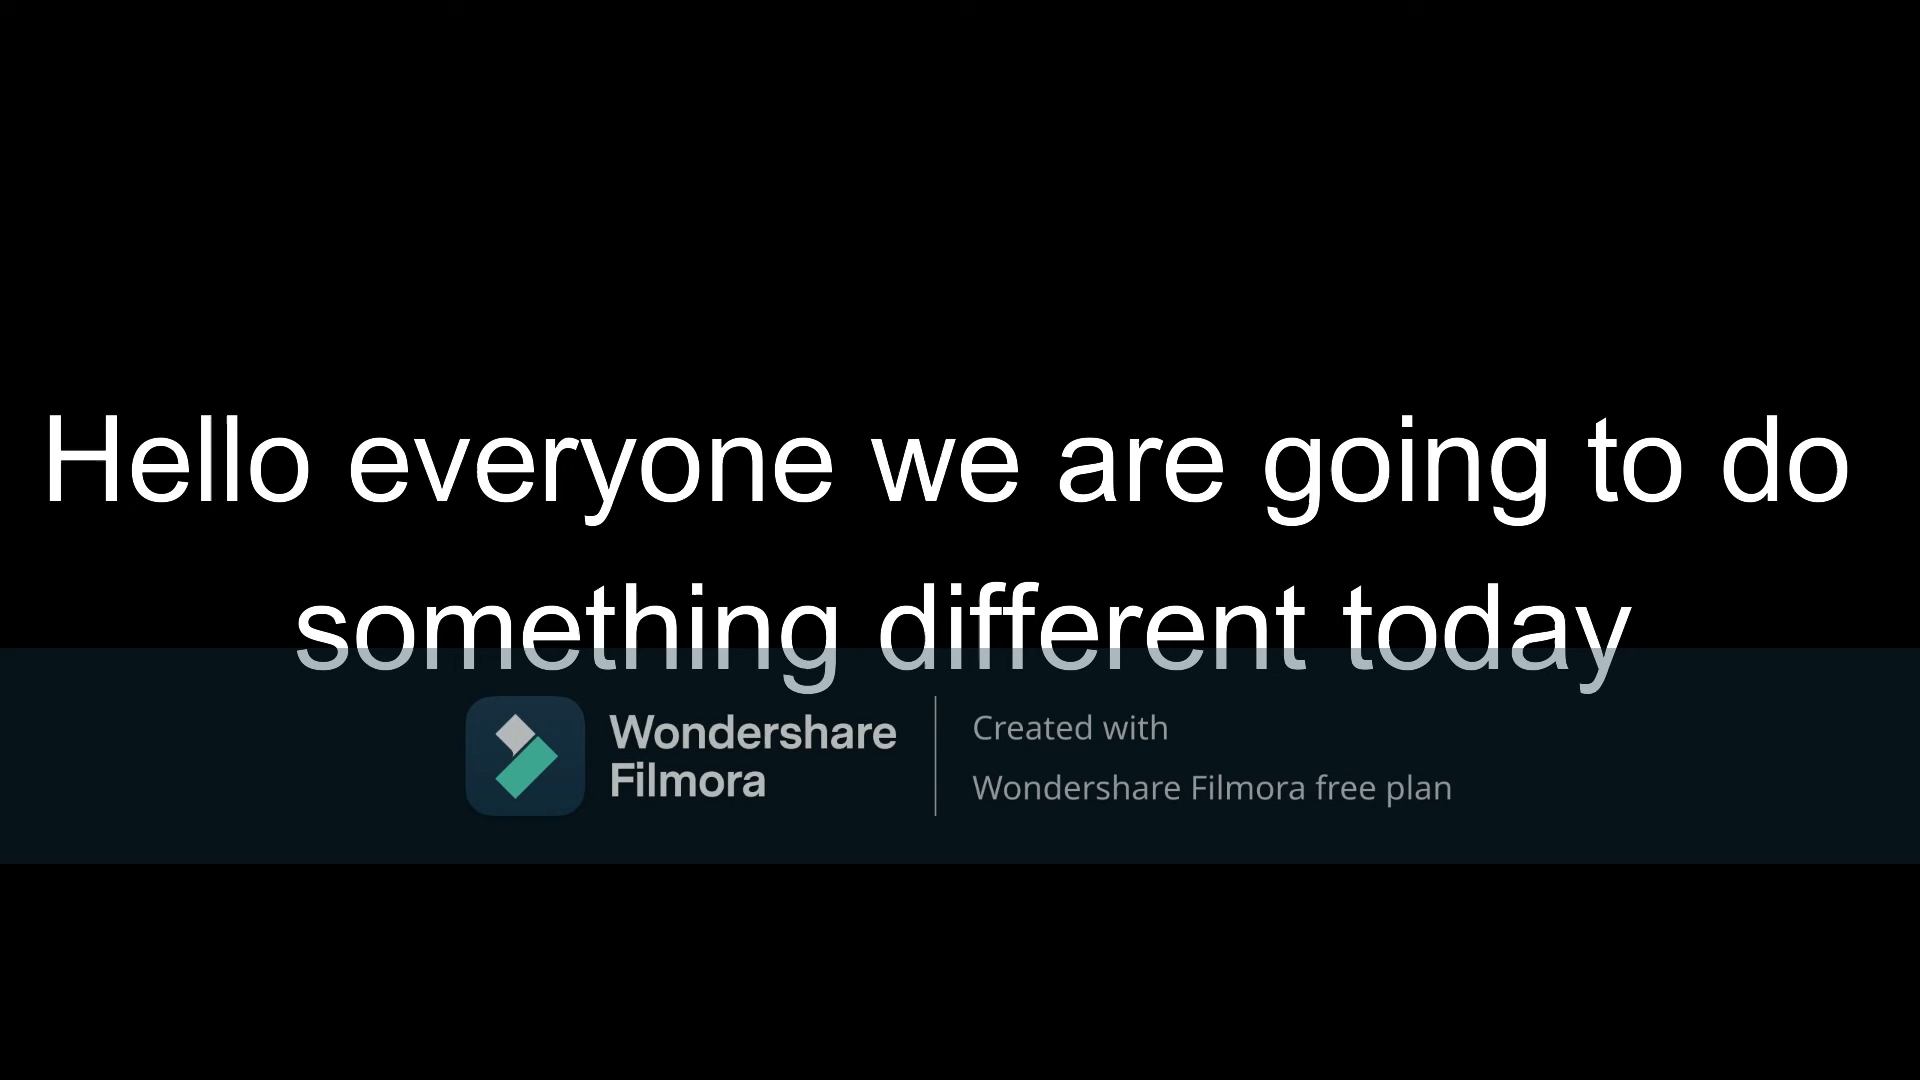 Hello everyone we are going to do
something different today
Wondershare
Filmora
Created with
Wondershare Filmora free plan